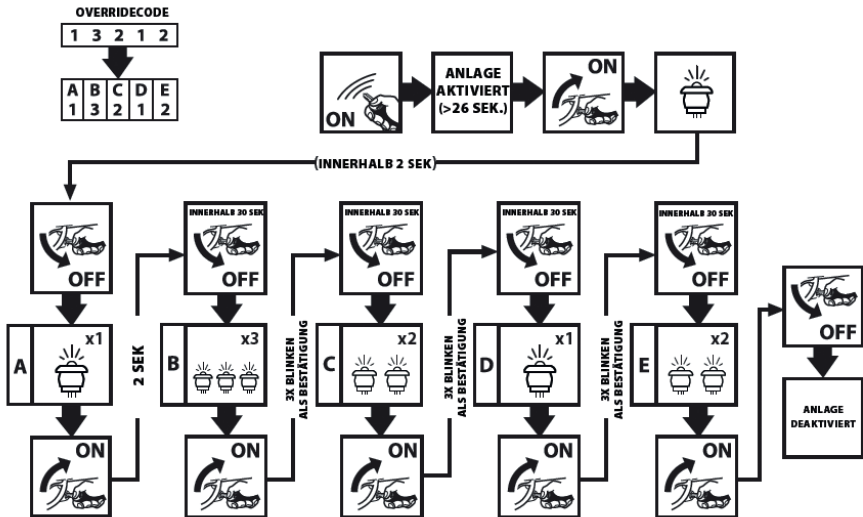 OVERRIDECODE
1 3 2 1 2
A B C D E
1 3 2 1 2
ON
ANLAGE
AKTIVIERT
(>26 SEK.)
ON
(INNERHALB 2 SEK)
OFF
INNERHALB 30 SEK
OFF
INNERHALB 30 SEK
OFF
INNERHALB 30 SEK
OFF
INNERHALB 30 SEK
OFF
OFF
A
x1
2 SEK
B
x3
3X BLINKEN
ALS BESTÄTIGUNG
C
x2
3X BLINKEN
ALS BESTÄTIGUNG
D
x1
3X BLINKEN
ALS BESTÄTIGUNG
E
x2
ANLAGE
DEAKTIVIERT
ON
ON
ON
ON
ON